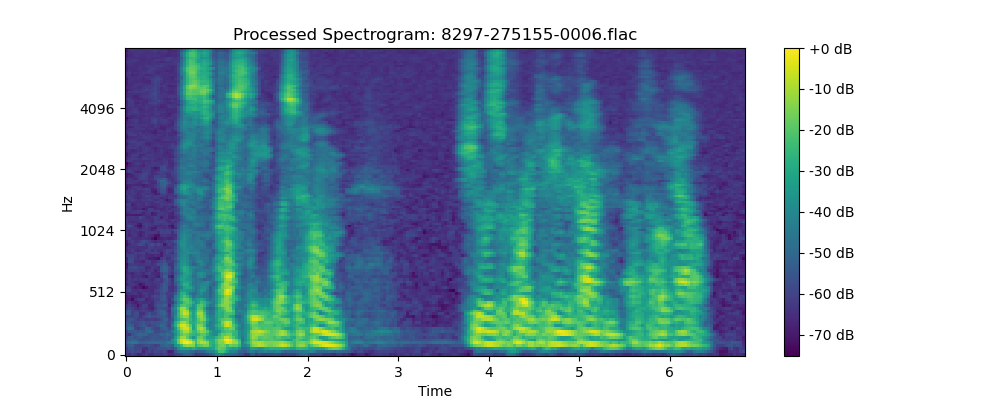 Processed Spectrogram: 8297-275155-0006.flac
Hz
4096
2048
1024
512
0
0 1 2 3 4 5 6
Time
+0 dB
-10 dB
-20 dB
-30 dB
-40 dB
-50 dB
-60 dB
-70 dB